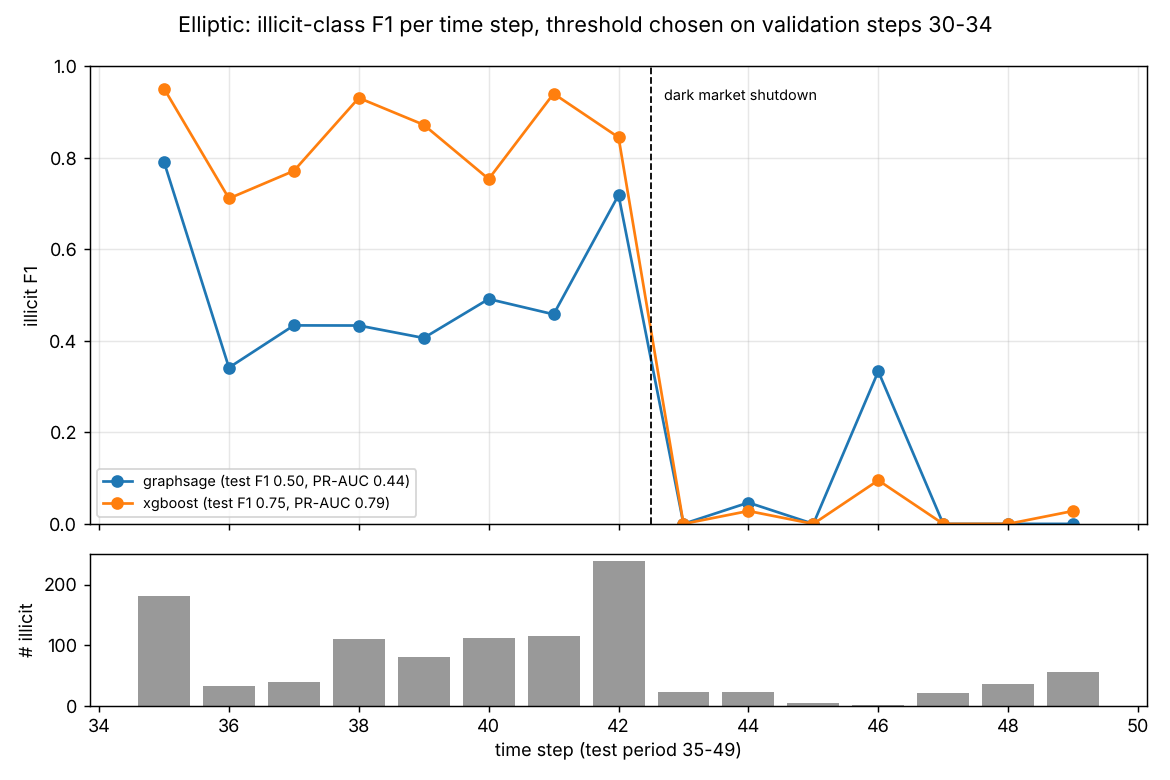 Elliptic: illicit-class F1 per time step, threshold chosen on validation steps 30-34
1.0
0.8
0.6
0.4
0.2
0.0
illicit F1
dark market shutdown
graphsage (test F1 0.50, PR-AUC 0.44)
xgboost (test F1 0.75, PR-AUC 0.79)
200
100
0
# illicit
34 36 38 40 42 44 46 48 50
time step (test period 35-49)